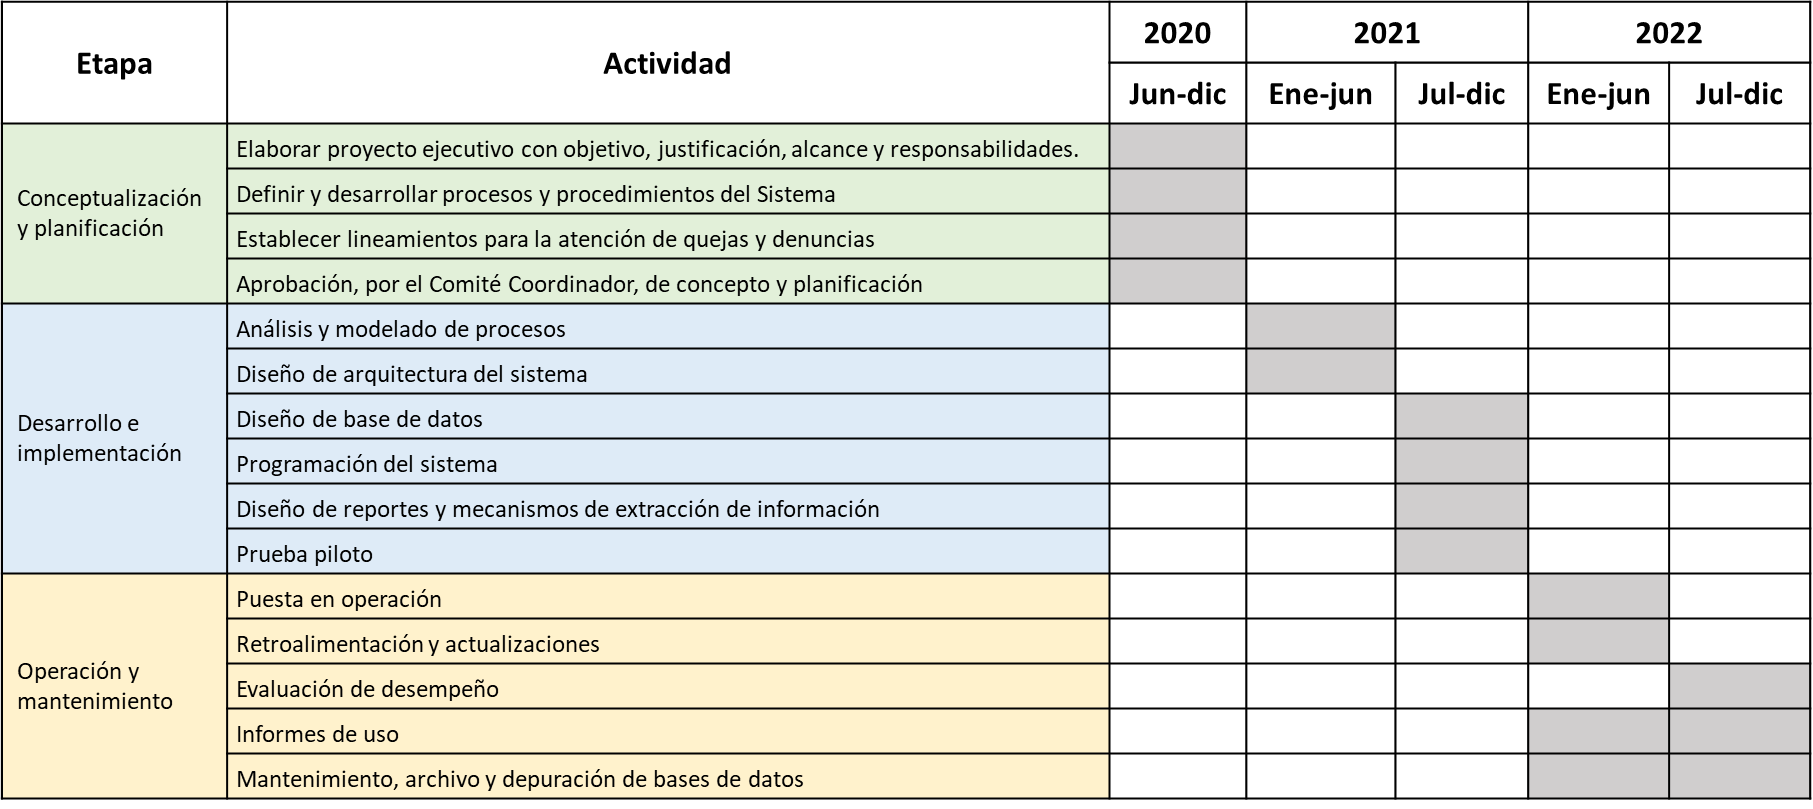 Etapa
Actividad
2020
2021
2022
Jun-dic
Ene-jun
Jul-dic
Ene-jun
Jul-dic
Conceptualización
y planificación
Elaborar proyecto ejecutivo con objetivo, justificación, alcance y responsabilidades.
Definir y desarrollar procesos y procedimientos del Sistema
Establecer lineamientos para la atención de quejas y denuncias
Aprobación, por el Comité Coordinador, de concepto y planificación
Desarrollo e
implementación
Análisis y modelado de procesos
Diseño de arquitectura del sistema
Diseño de base de datos
Programación del sistema
Diseño de reportes y mecanismos de extracción de información
Prueba piloto
Operación y
mantenimiento
Puesta en operación
Retroalimentación y actualizaciones
Evaluación de desempeño
Informes de uso
Mantenimiento, archivo y depuración de bases de datos